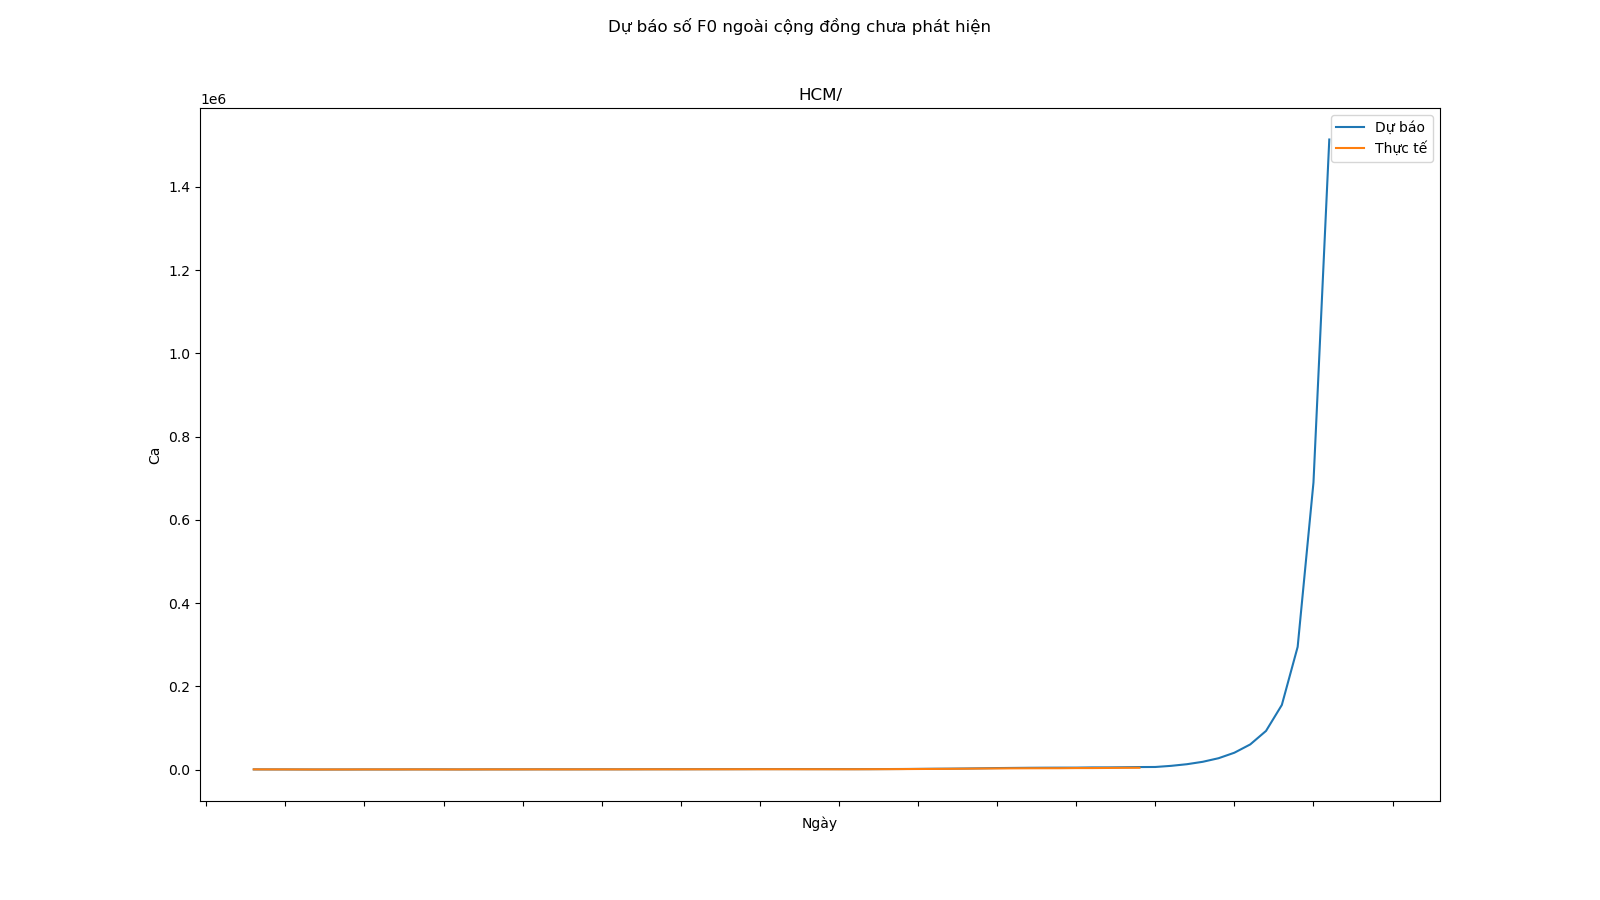 Dự báo số F0 ngoài cộng đồng chưa phát hiện
HCM/
1e6
Dự báo
Thực tế
1.4
1.2
1.0
0.8
0.6
0.4
0.2
0.0
Ca
Ngày